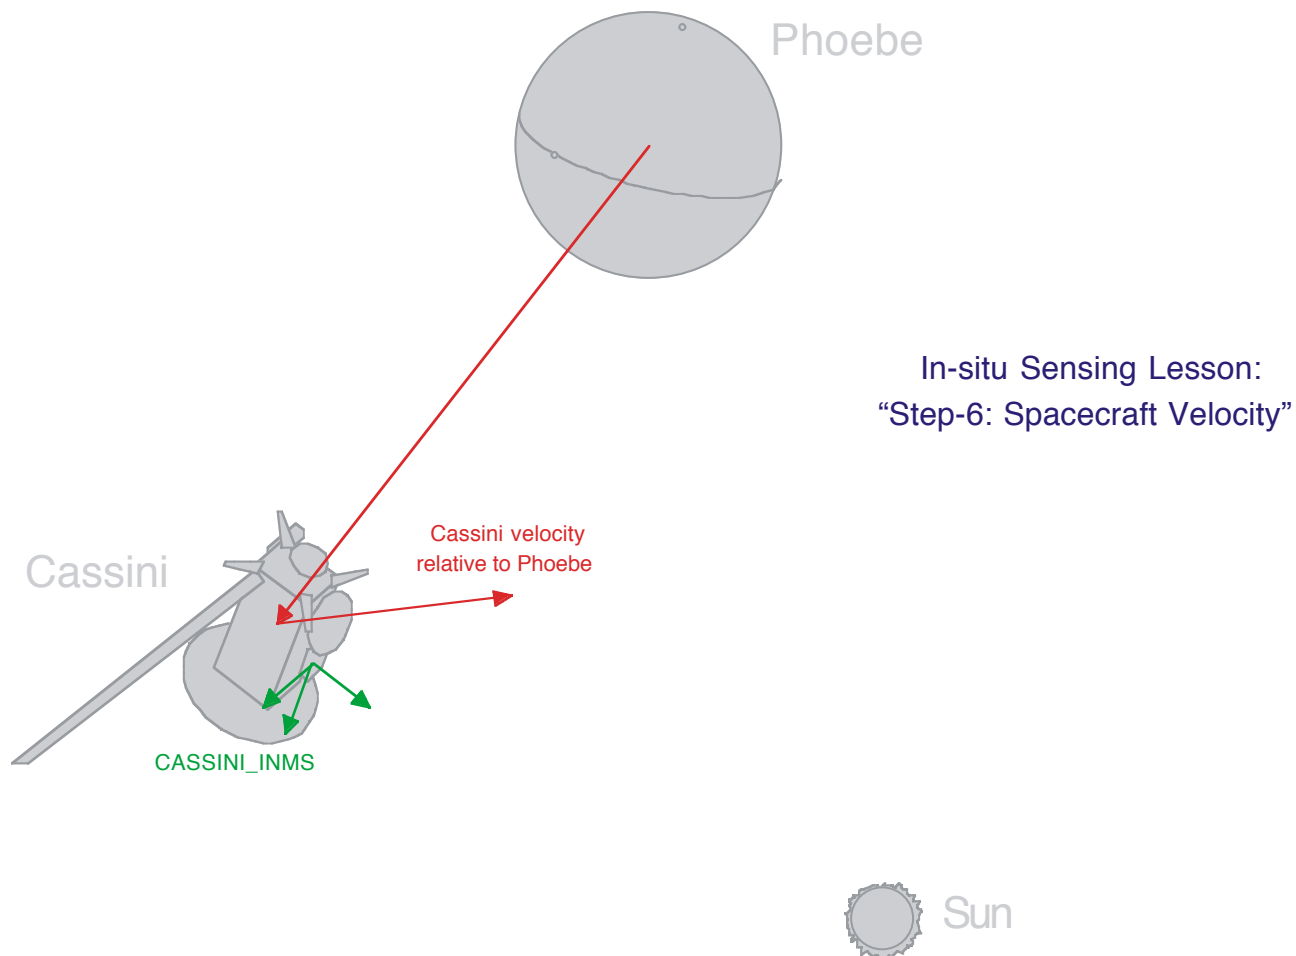 Phoebe
In-situ Sensing Lesson:
“Step-6: Spacecraft Velocity”
Cassini velocity
relative to Phoebe
Cassini
CASSINI_INMS
Sun